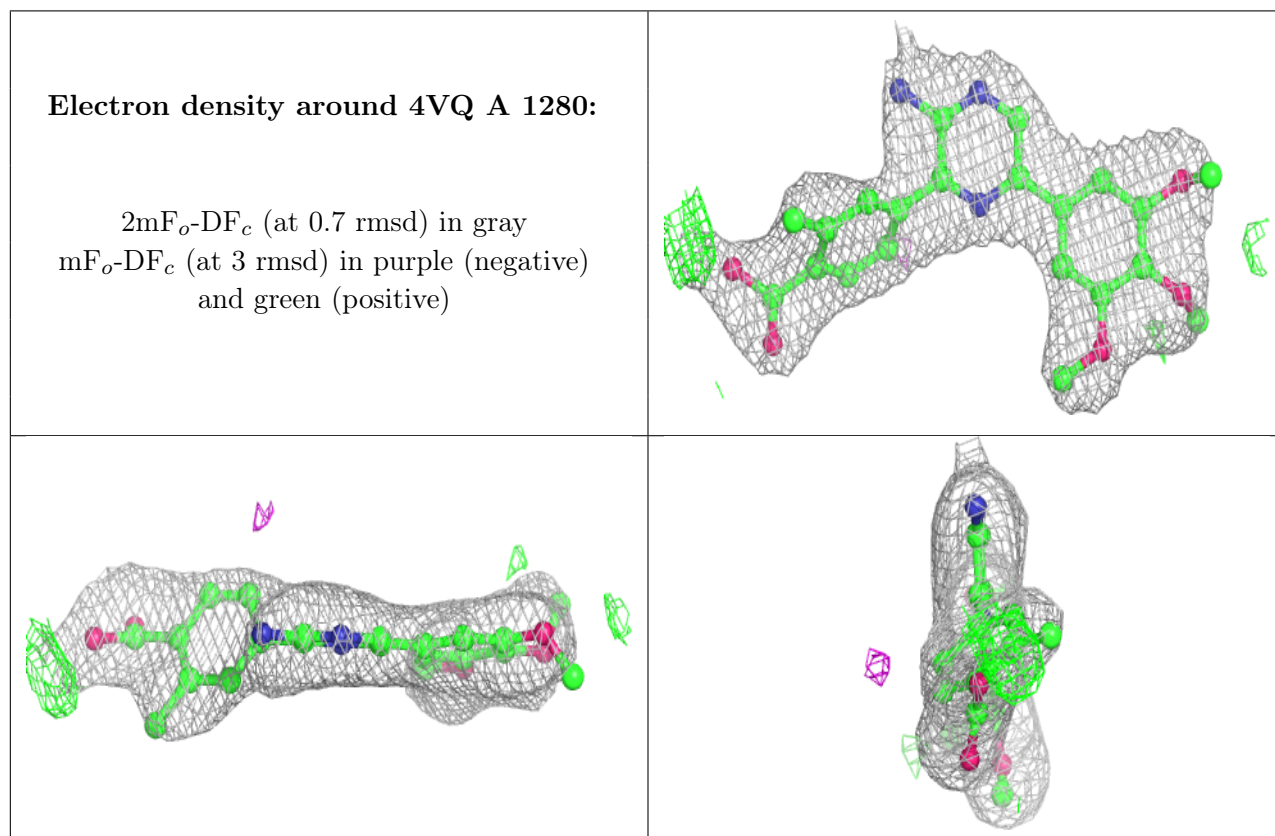 Electron density around 4VQ A 1280:
2mFₒ-DF𝒸 (at 0.7 rmsd) in gray
mFₒ-DF𝒸 (at 3 rmsd) in purple (negative)
and green (positive)